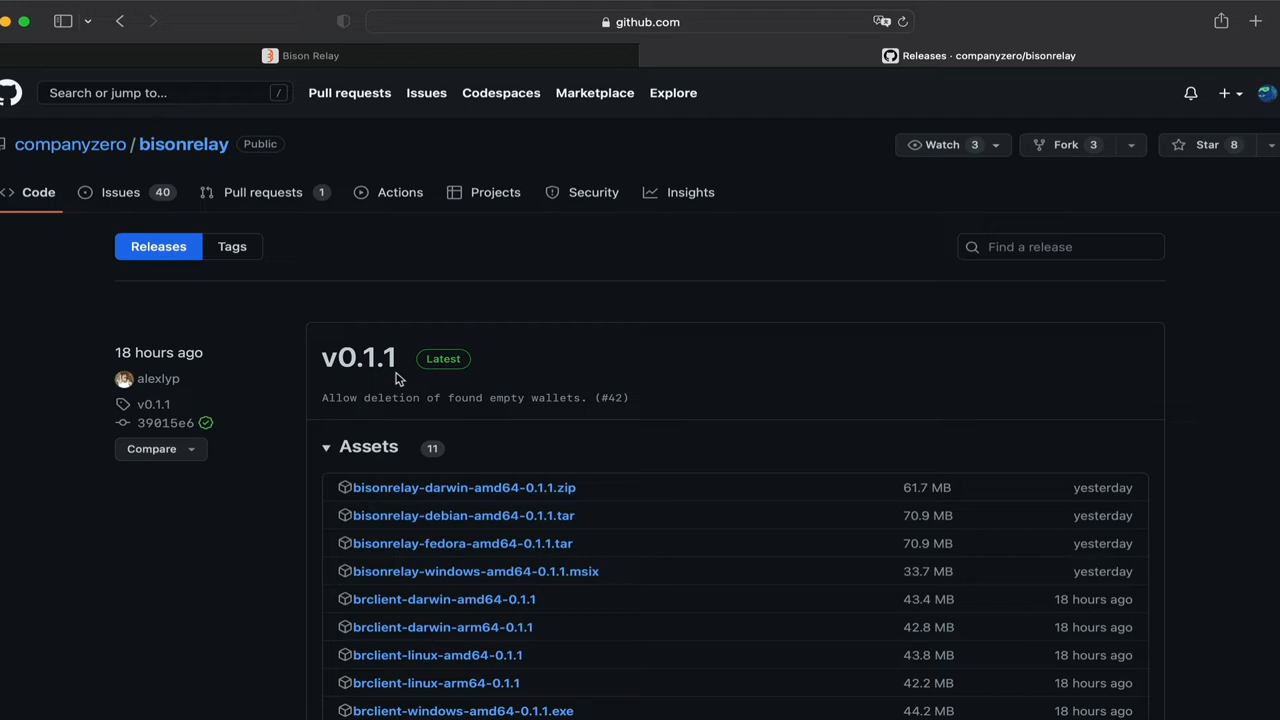 github.com
Bison Relay
Releases · companyzero/bisonrelay
Search or jump to... /
Pull requests
Issues
Codespaces
Marketplace
Explore
companyzero / bisonrelay
Public
Watch 3
Fork 3
Star 8
<> Code
Issues 40
Pull requests 1
Actions
Projects
Security
Insights
Releases
Tags
Find a release
18 hours ago
alexlyp
v0.1.1
39015e6
Compare
v0.1.1
Latest
Allow deletion of found empty wallets. (#42)
Assets 11
bisonrelay-darwin-amd64-0.1.1.zip 61.7 MB yesterday
bisonrelay-debian-amd64-0.1.1.tar 70.9 MB yesterday
bisonrelay-fedora-amd64-0.1.1.tar 70.9 MB yesterday
bisonrelay-windows-amd64-0.1.1.msix 33.7 MB yesterday
brclient-darwin-amd64-0.1.1 43.4 MB 18 hours ago
brclient-darwin-arm64-0.1.1 42.8 MB 18 hours ago
brclient-linux-amd64-0.1.1 43.8 MB 18 hours ago
brclient-linux-arm64-0.1.1 42.2 MB 18 hours ago
brclient-windows-amd64-0.1.1.exe 44.2 MB 18 hours ago